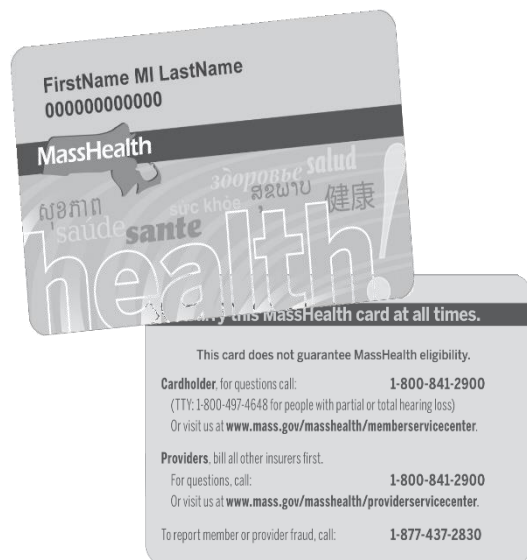 FirstName MI LastName
000000000000
MassHealth
здоровье salud
សុខភាព sức khỏe ສຸຂພາບ 健康
saúde sante
health!
this MassHealth card at all times.
This card does not guarantee MassHealth eligibility.
Cardholder, for questions call: 1-800-841-2900
(TTY: 1-800-497-4648 for people with partial or total hearing loss)
Or visit us at www.mass.gov/masshealth/memberservicecenter.
Providers, bill all other insurers first.
For questions, call: 1-800-841-2900
Or visit us at www.mass.gov/masshealth/providerservicecenter.
To report member or provider fraud, call: 1-877-437-2830